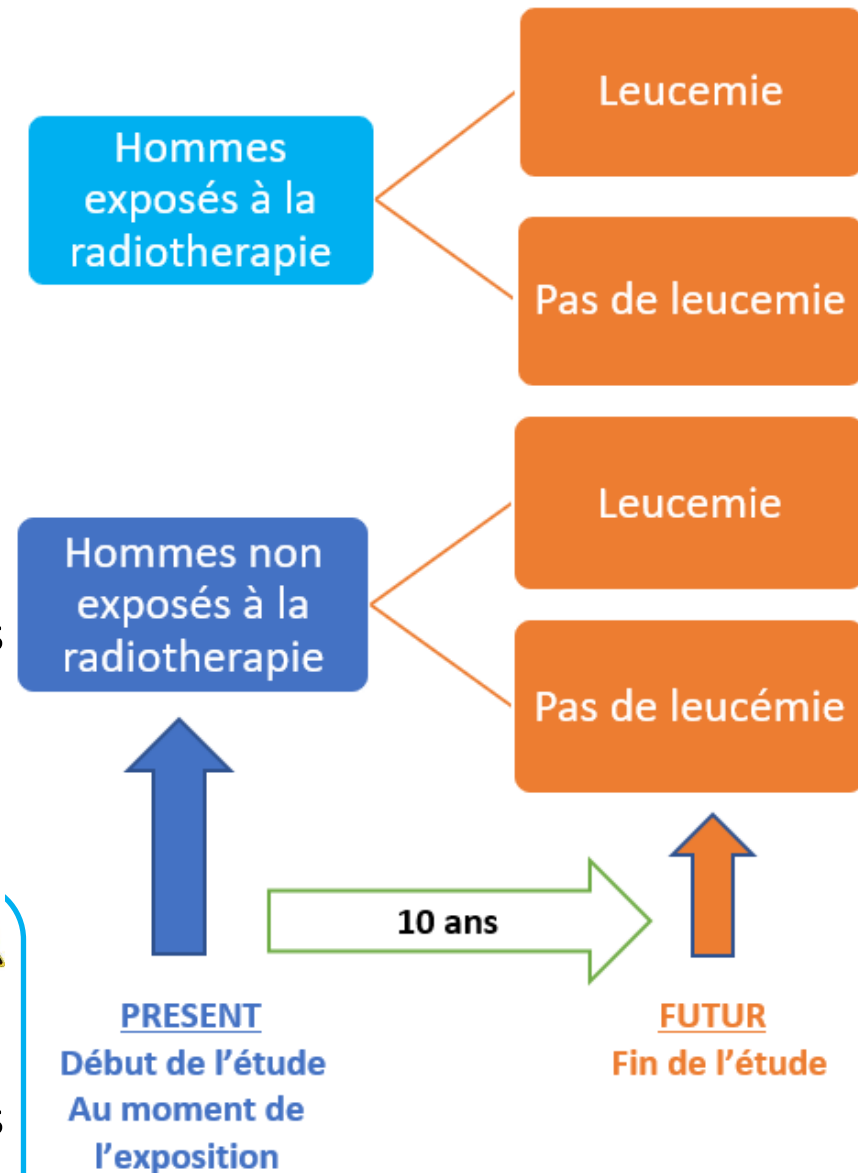 Leucemie
Hommes
exposés à la
radiotherapie
Pas de leucemie
Leucemie
Hommes non
exposés à la
radiotherapie
Pas de leucémie
10 ans
PRESENT
Début de l'étude
Au moment de
l'exposition
FUTUR
Fin de l'étude